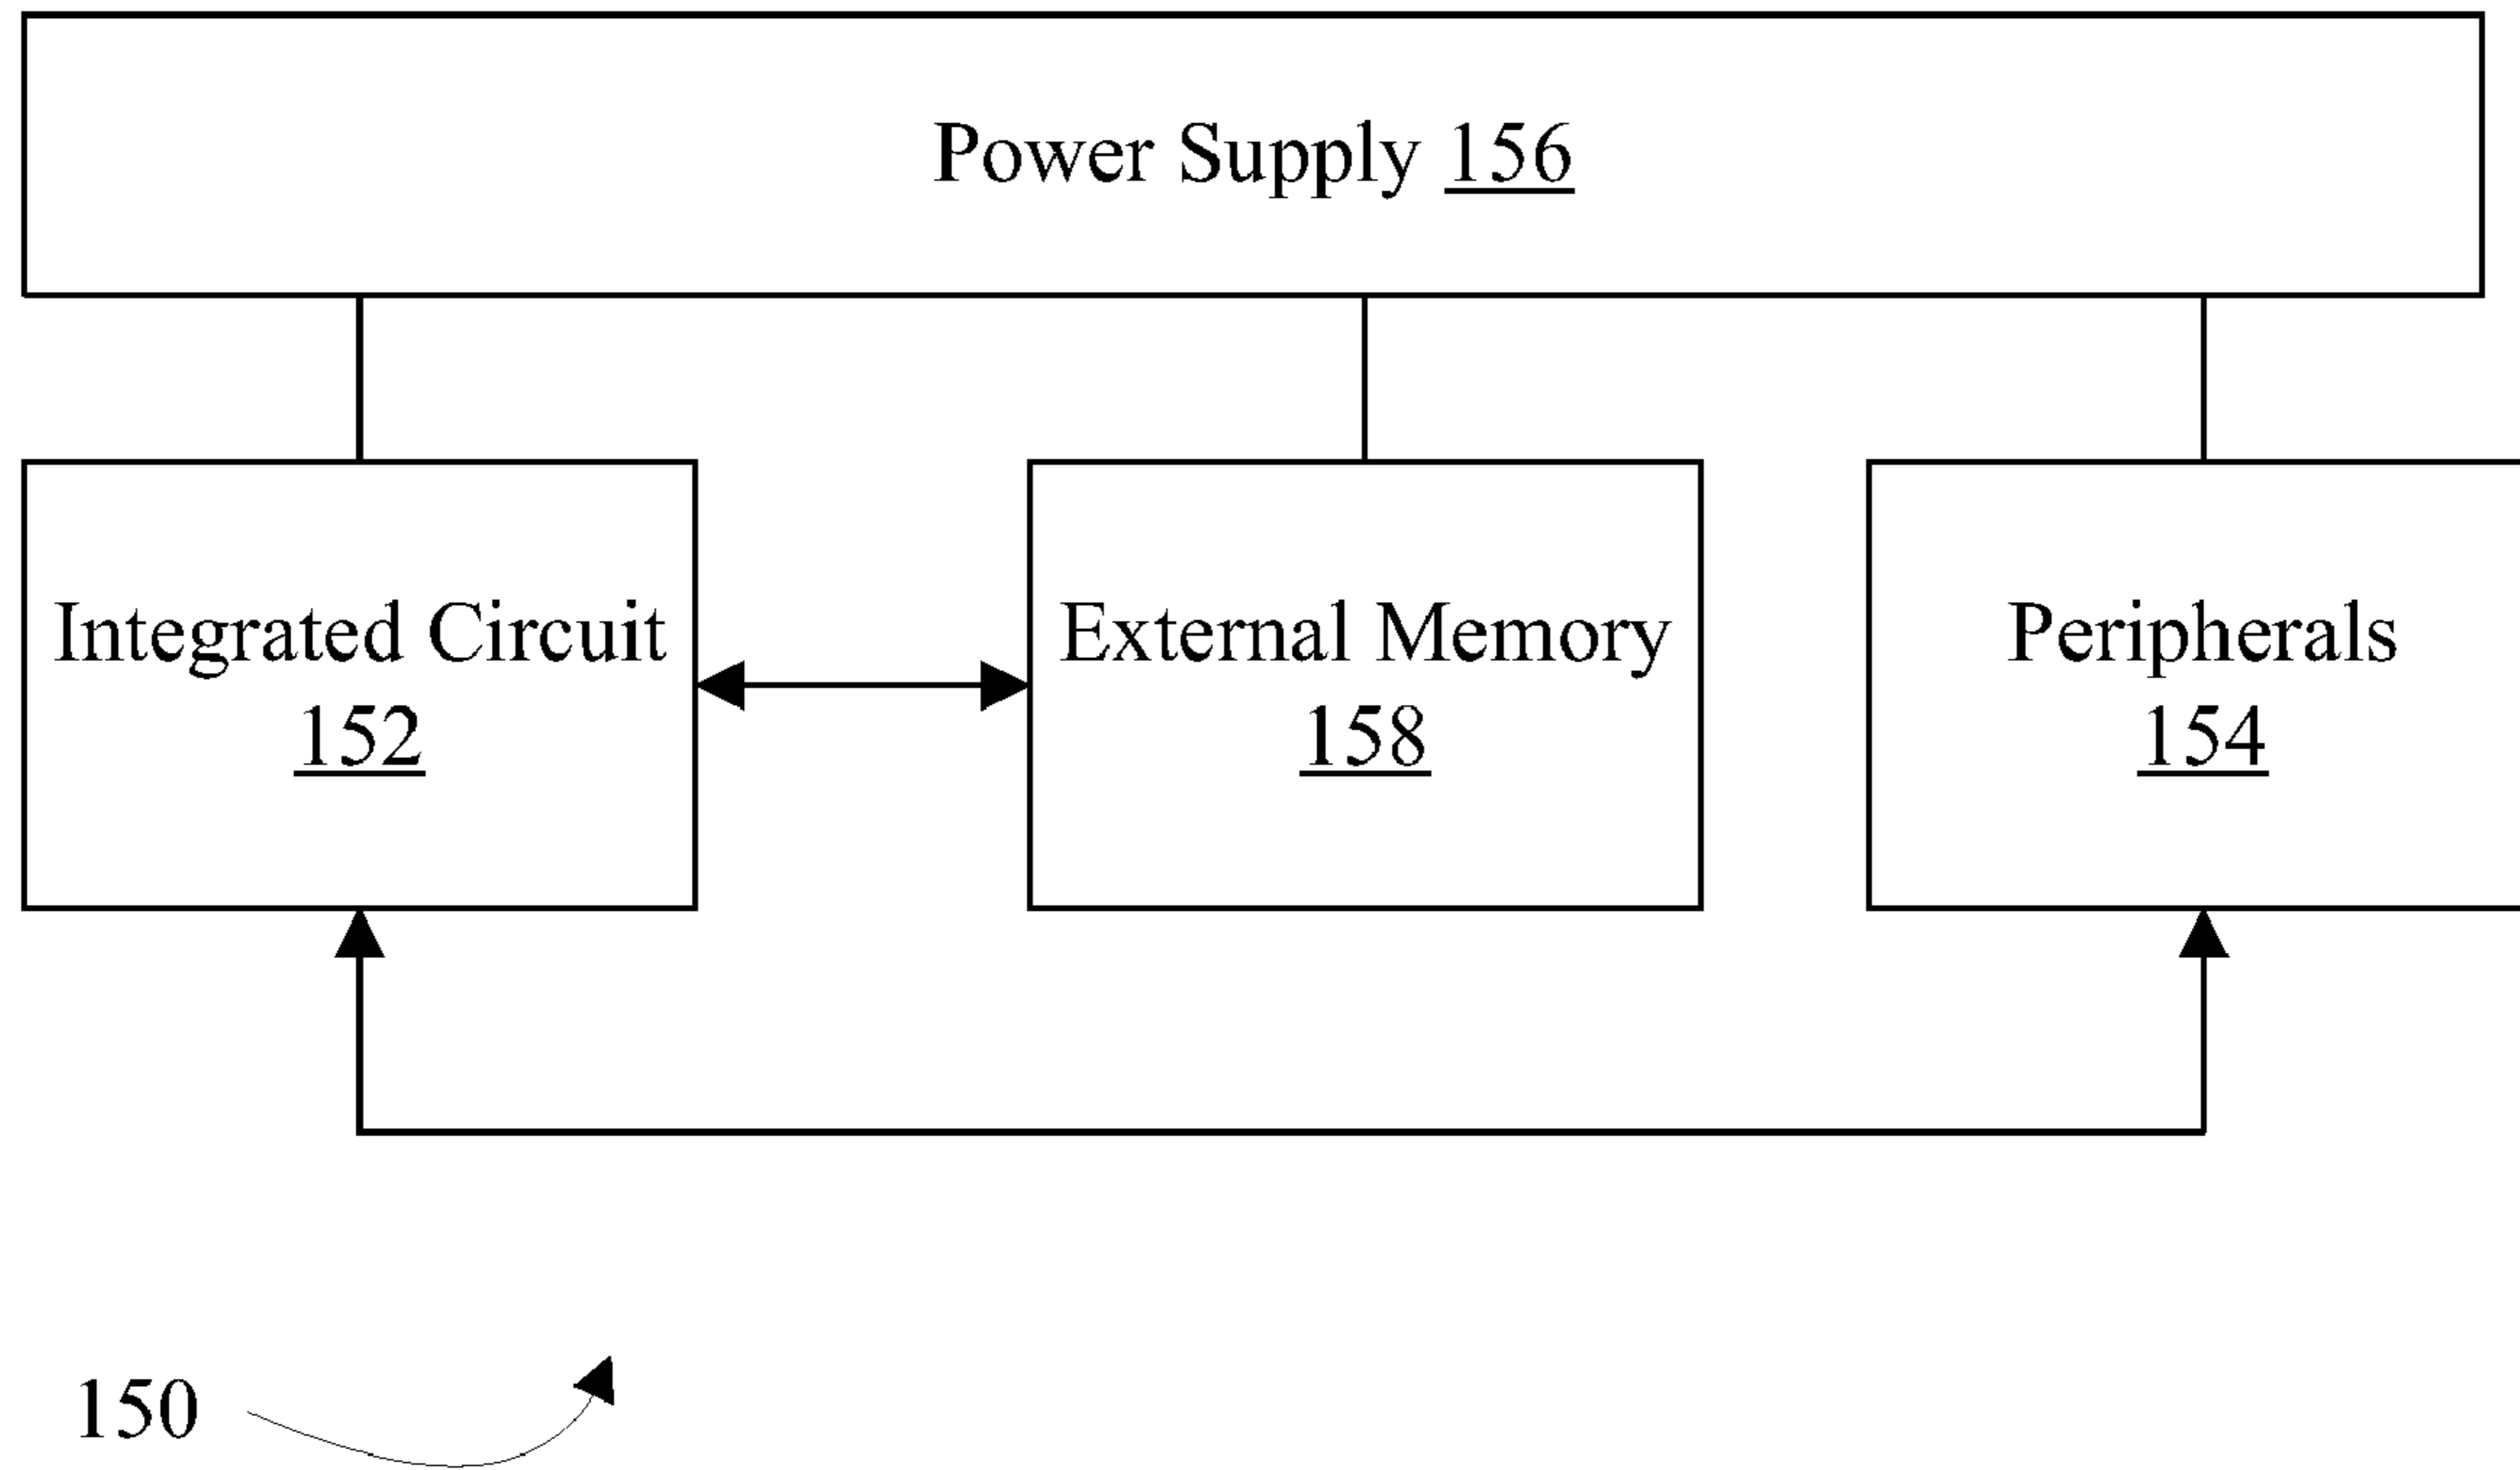 Power Supply 156
Integrated Circuit
152
External Memory
158
Peripherals
154
150